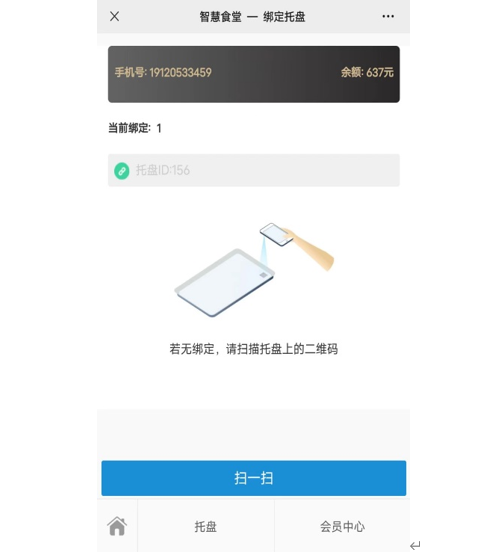 智慧食堂 — 绑定托盘
手机号: 19120533459
余额: 637元
当前绑定: 1
托盘ID:156
若无绑定，请扫描托盘上的二维码
扫一扫
托盘
会员中心